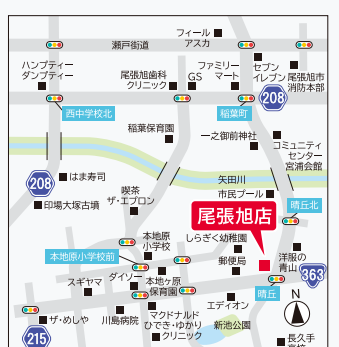 フィール
アスカ
瀬戸街道
ハンプティー
ダンプティー
尾張旭歯科
クリニック
GS
ファミリー
マート
セブン
イレブン
尾張旭市
消防本部
208
西中学校北
稲葉町
稲葉保育園
一之御前神社
コミュニティ
センター
宮浦会館
矢田川
208
はま寿司
市民プール
印場大塚古墳
喫茶
ザ・エプロン
晴丘北
尾張旭店
本地原
小学校
しらぎく幼稚園
本地原小学校前
郵便局
洋服の
青山
363
スギヤマ
ダイソー
本地ヶ原
保育園
晴丘
N
エディオン
ザ・めしや
川島病院
マクドナルド
ひでき・ゆかり
クリニック
新池公園
215
長久手